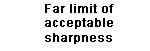 Far limit of
acceptable
sharpness